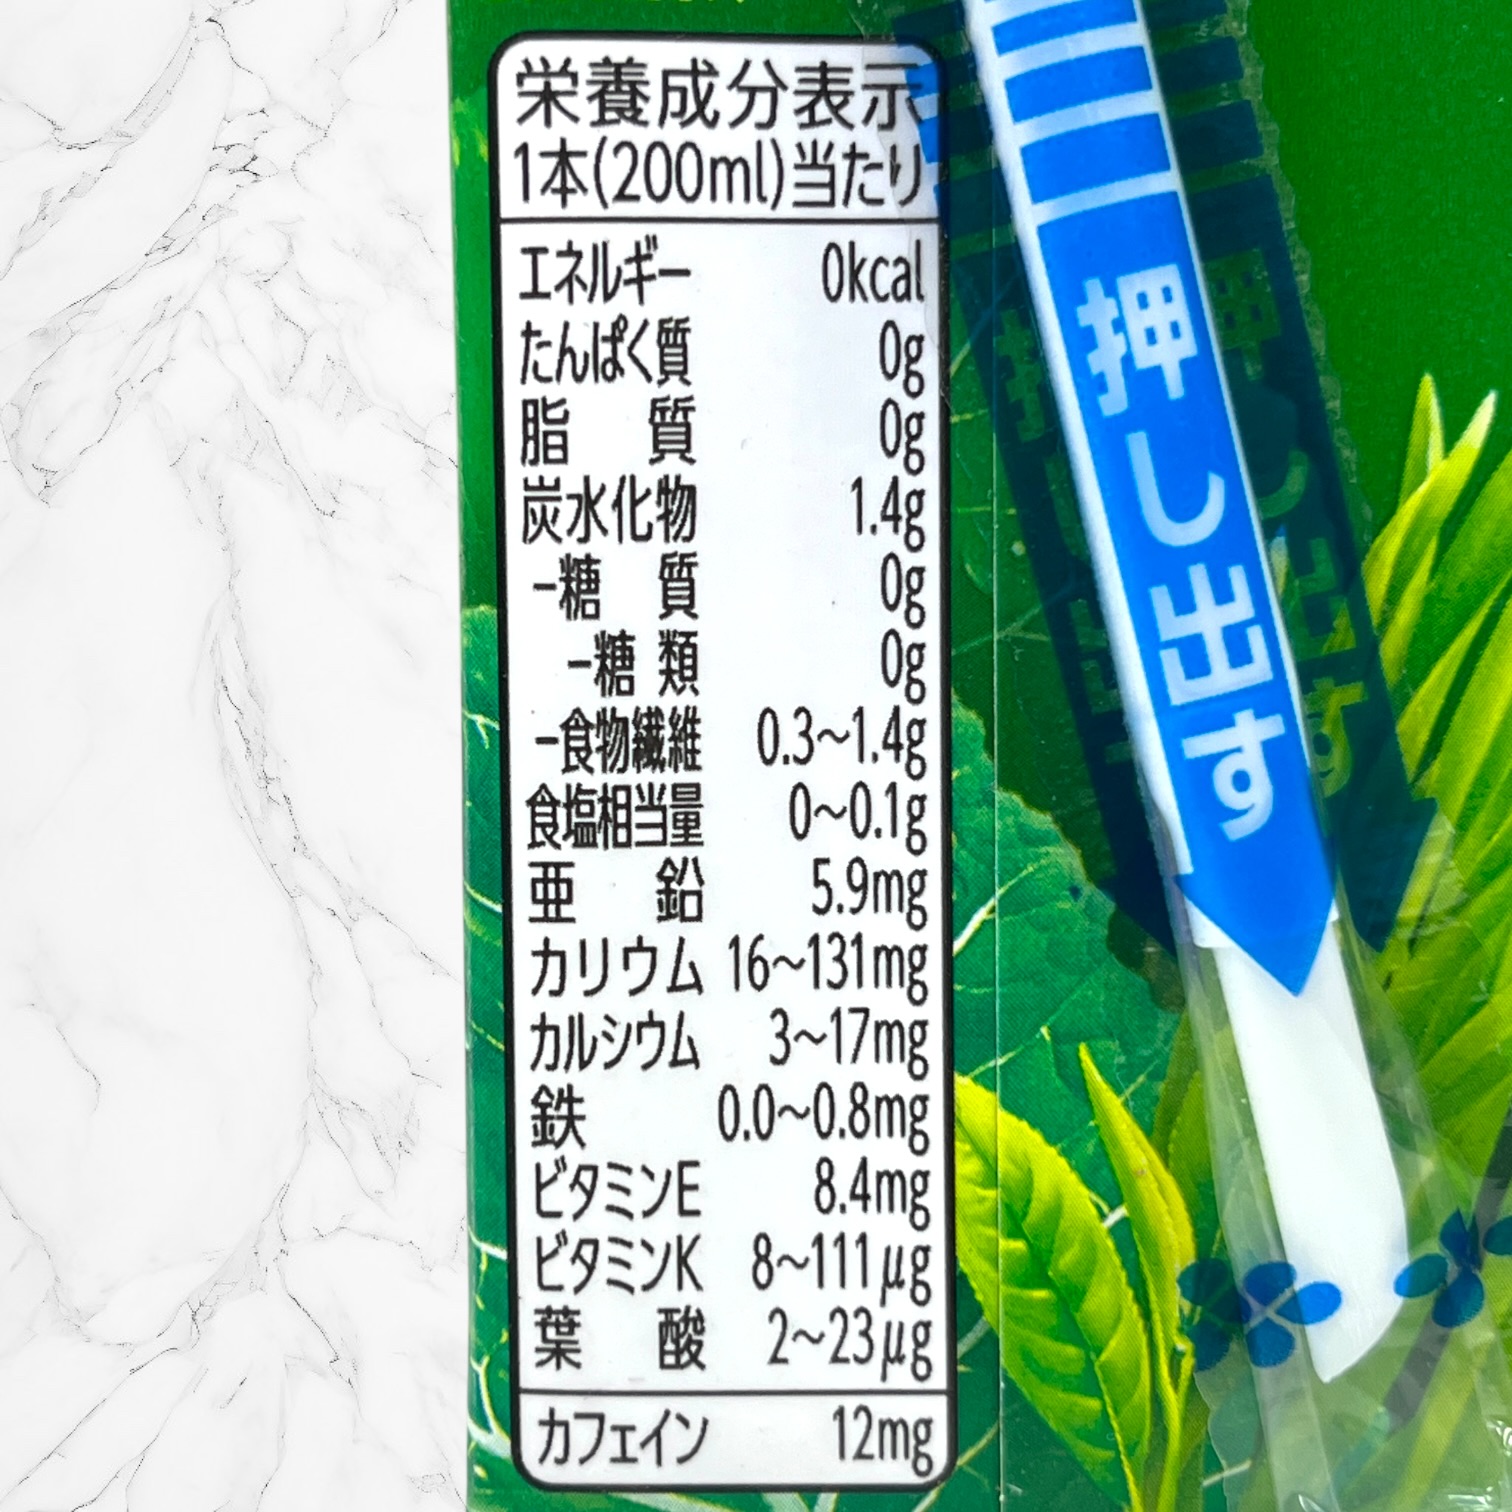 栄養成分表示
1本(200ml)当たり
エネルギー 0kcal
たんぱく質 0g
脂質 0g
炭水化物 1.4g
-糖質 0g
-糖類 0g
-食物繊維 0.3～1.4g
食塩相当量 0～0.1g
亜鉛 5.9mg
カリウム 16～131mg
カルシウム 3～17mg
鉄 0.0～0.8mg
ビタミンE 8.4mg
ビタミンK 8～111μg
葉酸 2～23μg
カフェイン 12mg
押し出す